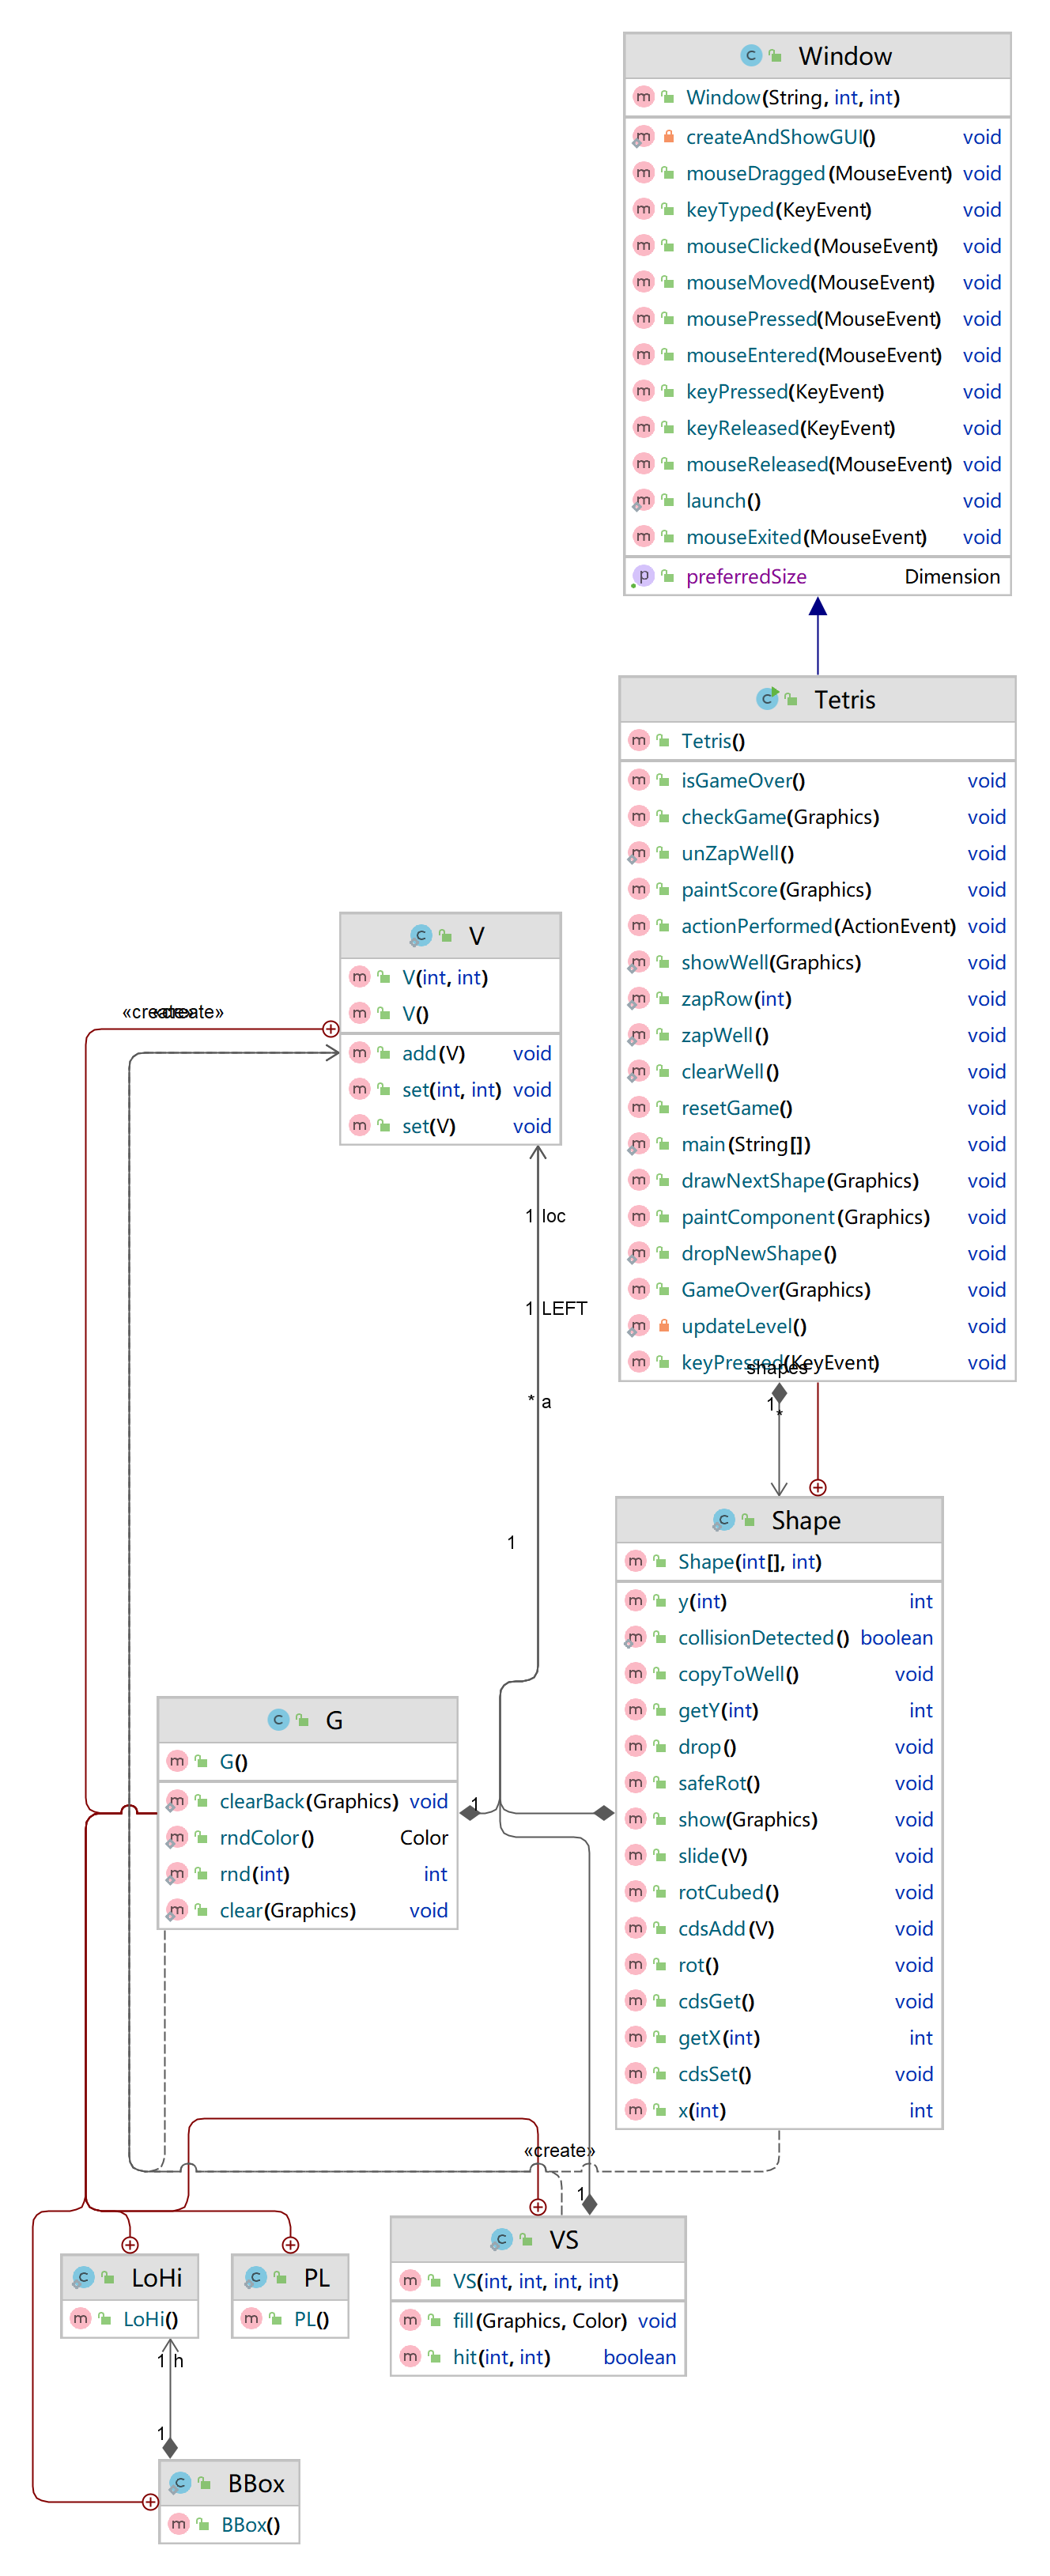 Window
Window(String, int, int)
createAndShowGUI() void
mouseDragged(MouseEvent) void
keyTyped(KeyEvent) void
mouseClicked(MouseEvent) void
mouseMoved(MouseEvent) void
mousePressed(MouseEvent) void
mouseEntered(MouseEvent) void
keyPressed(KeyEvent) void
keyReleased(KeyEvent) void
mouseReleased(MouseEvent) void
launch() void
mouseExited(MouseEvent) void
preferredSize Dimension
Tetris
Tetris()
isGameOver() void
checkGame(Graphics) void
unZapWell() void
paintScore(Graphics) void
actionPerformed(ActionEvent) void
showWell(Graphics) void
zapRow(int) void
zapWell() void
clearWell() void
resetGame() void
main(String[]) void
drawNextShape(Graphics) void
paintComponent(Graphics) void
dropNewShape() void
GameOver(Graphics) void
updateLevel() void
keyPressed(KeyEvent) void
shapes
1
*
V
V(int, int)
V()
add(V) void
set(int, int) void
set(V) void
«create»
«create»
1 loc
1 LEFT
* a
1
Shape
Shape(int[], int)
y(int) int
collisionDetected() boolean
copyToWell() void
getY(int) int
drop() void
safeRot() void
show(Graphics) void
slide(V) void
rotCubed() void
cdsAdd(V) void
rot() void
cdsGet() void
getX(int) int
cdsSet() void
x(int) int
G
G()
clearBack(Graphics) void
rndColor() Color
rnd(int) int
clear(Graphics) void
1
«create»
1
VS
VS(int, int, int, int)
fill(Graphics, Color) void
hit(int, int) boolean
LoHi
LoHi()
PL
PL()
1 h
1
BBox
BBox()